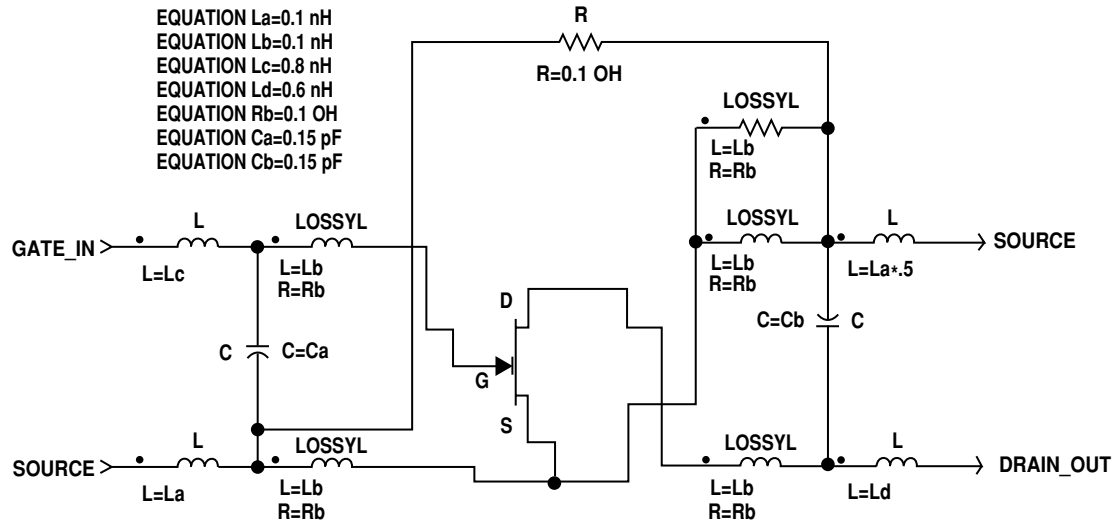 EQUATION La=0.1 nH
EQUATION Lb=0.1 nH
EQUATION Lc=0.8 nH
EQUATION Ld=0.6 nH
EQUATION Rb=0.1 OH
EQUATION Ca=0.15 pF
EQUATION Cb=0.15 pF
R
R=0.1 OH
LOSSYL
L=Lb
R=Rb
GATE_IN
L
L=Lc
LOSSYL
L=Lb
R=Rb
LOSSYL
L=Lb
R=Rb
L
L=La*.5
SOURCE
C
C=Ca
D
G
S
C=Cb
C
SOURCE
L
L=La
LOSSYL
L=Lb
R=Rb
LOSSYL
L=Lb
R=Rb
L
L=Ld
DRAIN_OUT